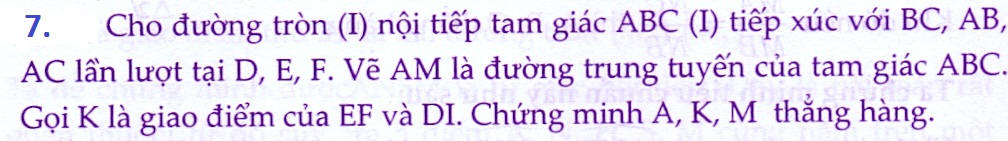 7. Cho đường tròn (I) nội tiếp tam giác ABC (I) tiếp xúc với BC, AB,
AC lần lượt tại D, E, F. Vẽ AM là đường trung tuyến của tam giác ABC.
Gọi K là giao điểm của EF và DI. Chứng minh A, K, M thẳng hàng.